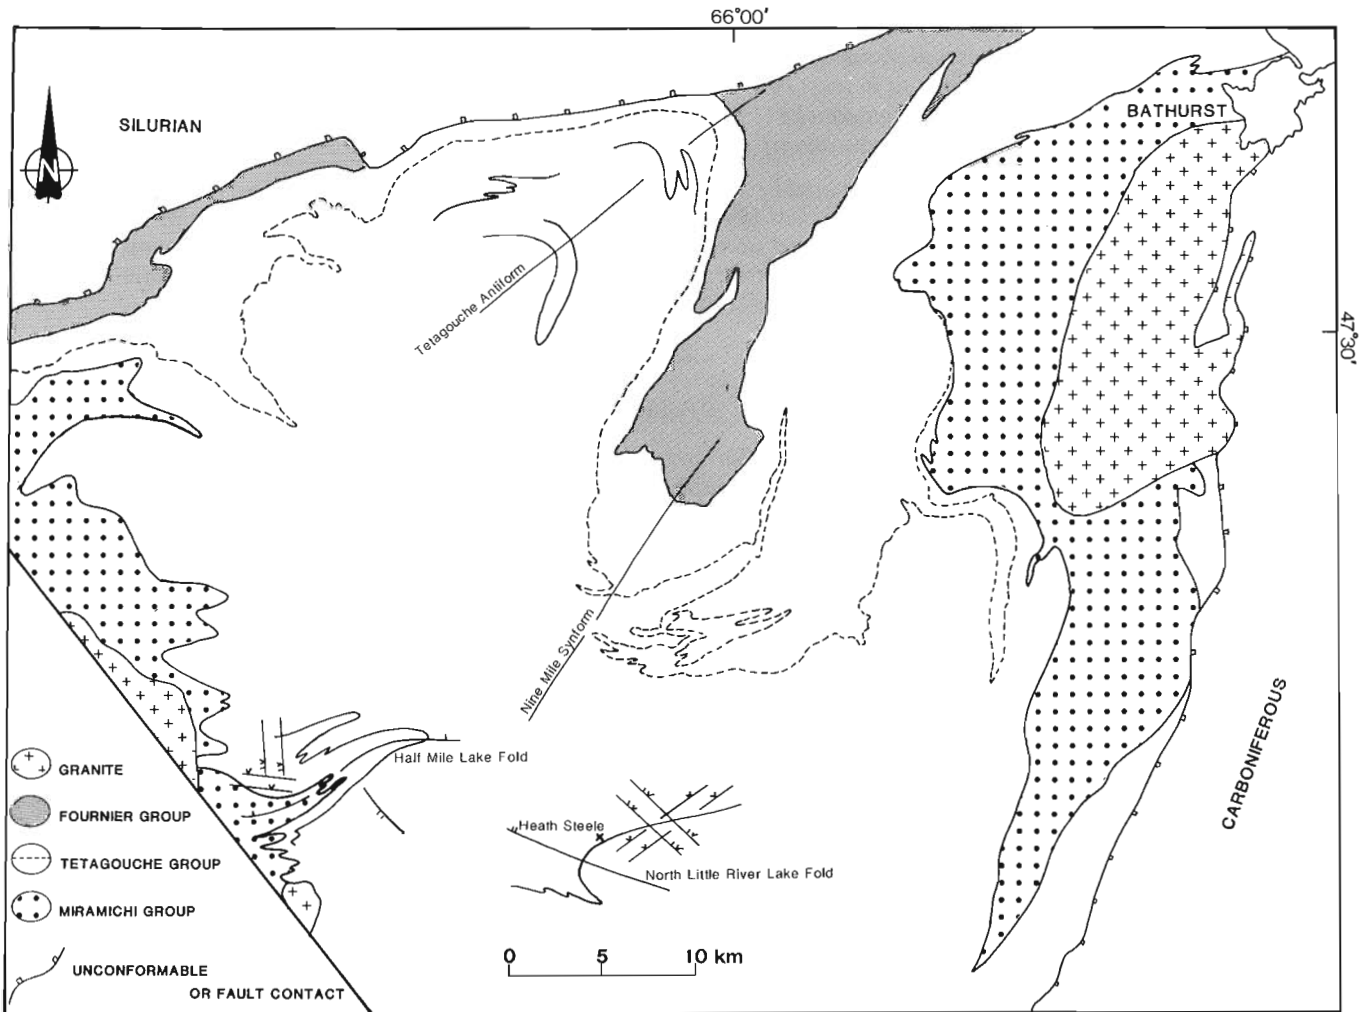 66°00'
SILURIAN
BATHURST
N
47°30'
Tetagouche Antiform
Nine Mile Synform
Half Mile Lake Fold
Heath Steele
North Little River Lake Fold
CARBONIFEROUS
GRANITE
FOURNIER GROUP
TETAGOUCHE GROUP
MIRAMICHI GROUP
UNCONFORMABLE
OR FAULT CONTACT
0 5 10 km